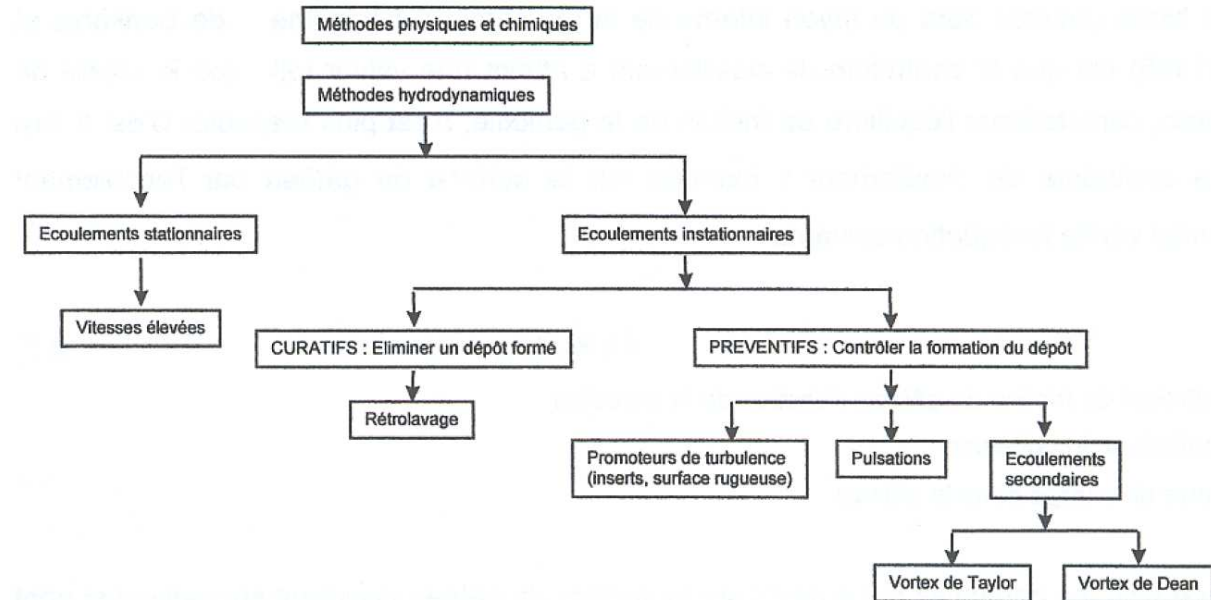 Méthodes physiques et chimiques
Méthodes hydrodynamiques
Ecoulements stationnaires
Ecoulements instationnaires
Vitesses élevées
CURATIFS : Eliminer un dépôt formé
PREVENTIFS : Contrôler la formation du dépôt
Rétrolavage
Promoteurs de turbulence
(inserts, surface rugueuse)
Pulsations
Ecoulements
secondaires
Vortex de Taylor
Vortex de Dean